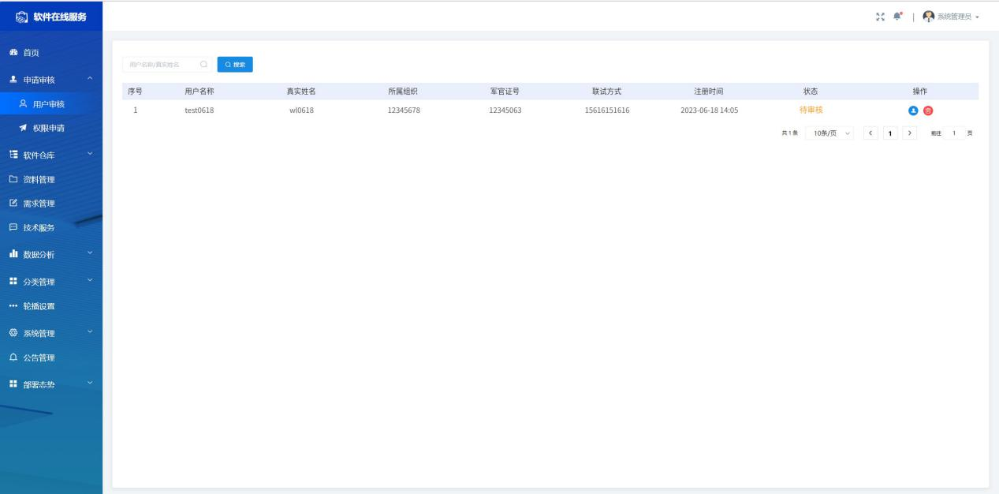 软件在线服务
系统管理员
首页
申请审核
用户审核
权限申请
软件仓库
资料管理
需求管理
技术服务
数据分析
分类管理
轮播设置
系统管理
公告管理
部署态势
用户名称/真实姓名 搜索
序号 用户名称 真实姓名 所属组织 军官证号 联试方式 注册时间 状态 操作
1 test0618 wl0618 12345678 12345063 15616151616 2023-06-18 14:05 待审核
共1条 10条/页 1 前往 1 页